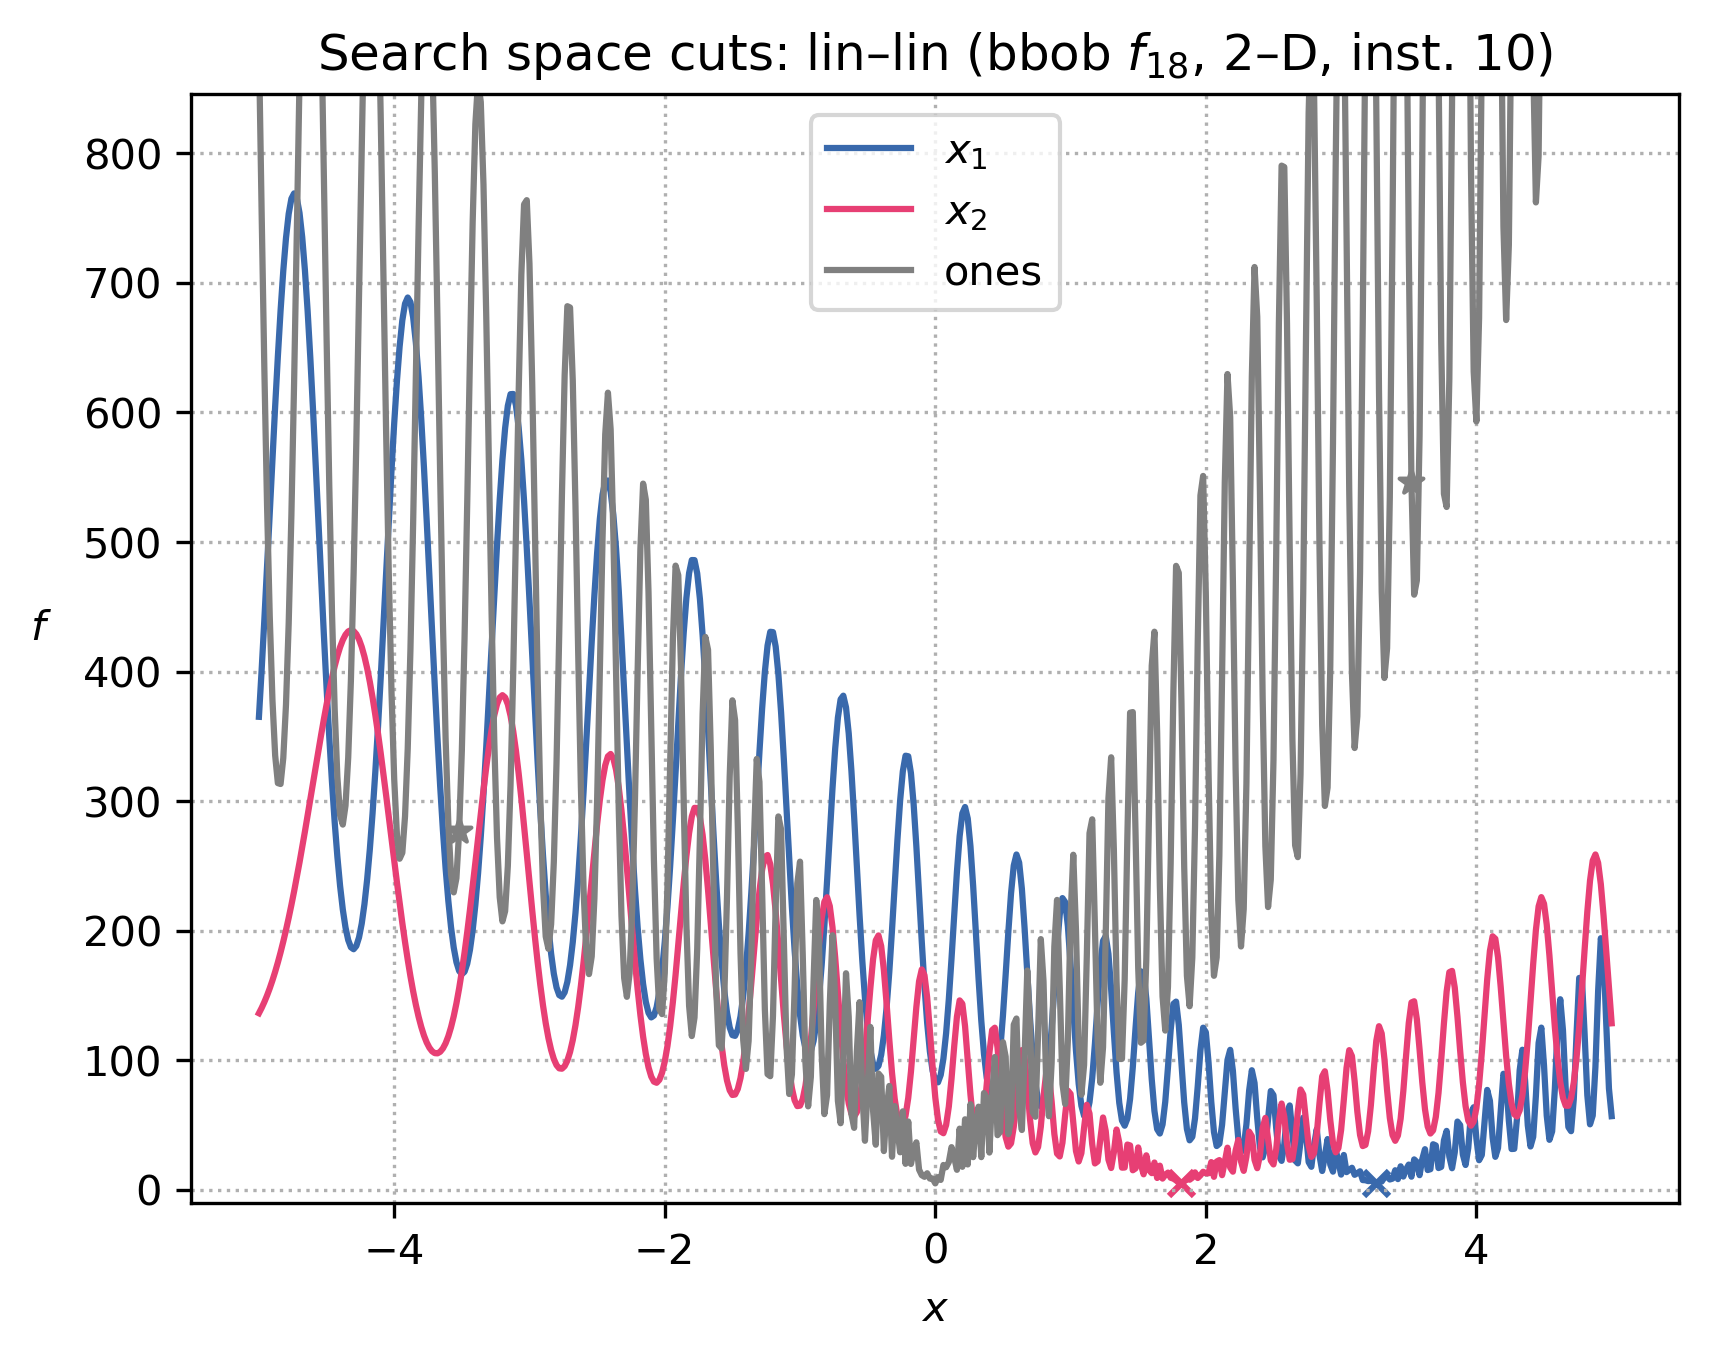 Search space cuts: lin–lin (bbob f18, 2–D, inst. 10)
x1
x2
ones
800
700
600
500
400
300
200
100
0
f
−4 −2 0 2 4
x